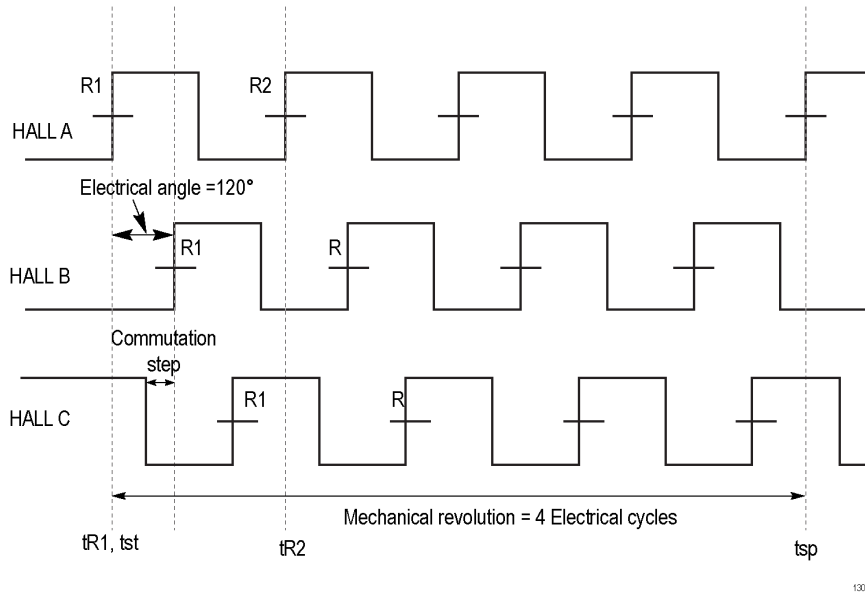 R1
R2
HALL A
Electrical angle =120°
R1
R
HALL B
Commutation
step
R1
R
HALL C
Mechanical revolution = 4 Electrical cycles
tR1, tst
tR2
tsp
130